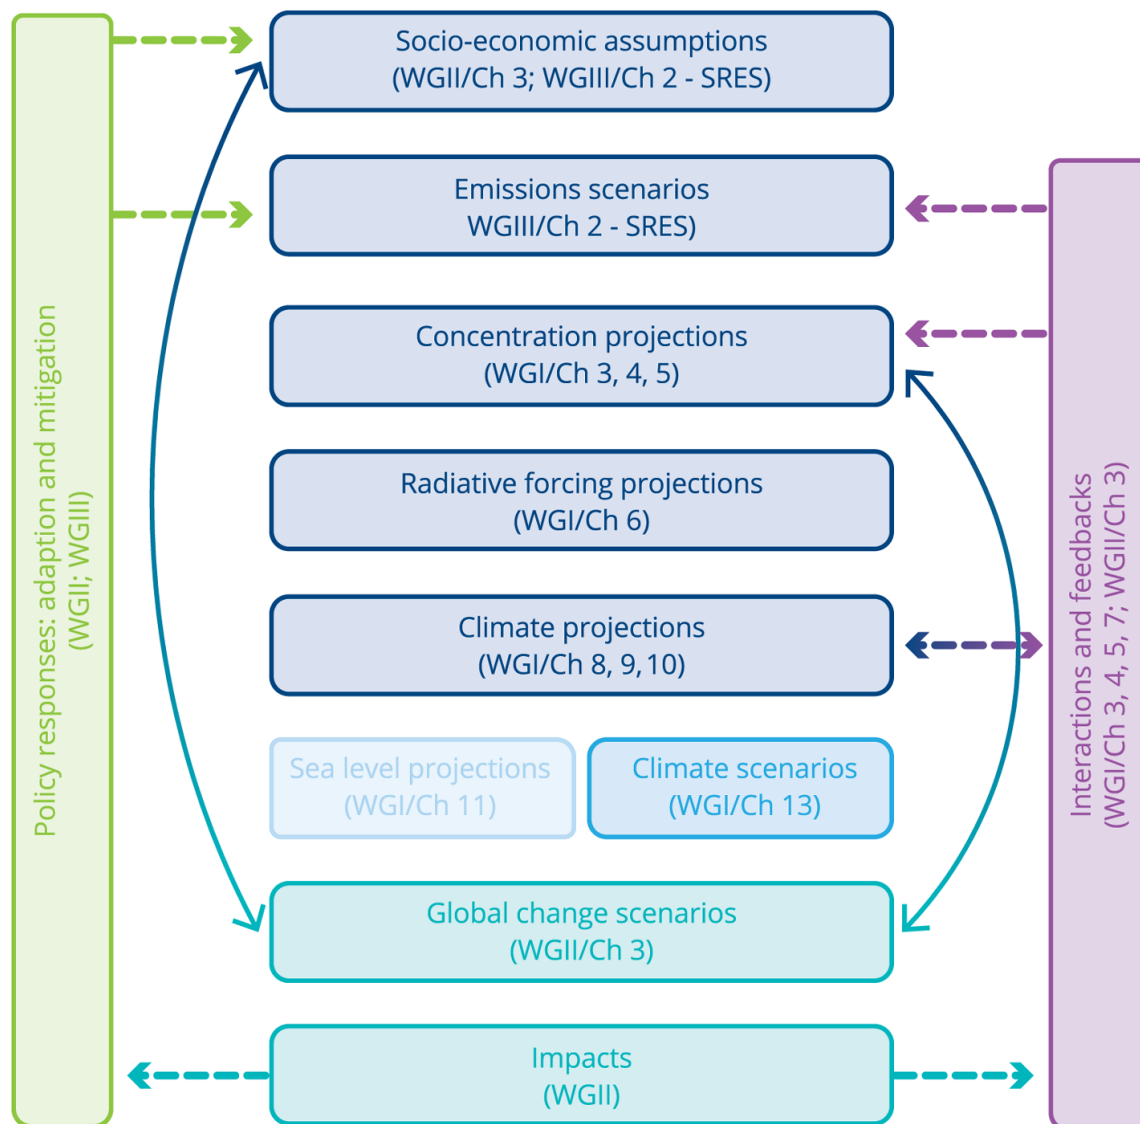 Socio-economic assumptions
(WGII/Ch 3; WGIII/Ch 2 - SRES)
Emissions scenarios
WGIII/Ch 2 - SRES)
Concentration projections
(WGI/Ch 3, 4, 5)
Radiative forcing projections
(WGI/Ch 6)
Climate projections
(WGI/Ch 8, 9, 10)
Sea level projections
(WGI/Ch 11)
Climate scenarios
(WGI/Ch 13)
Global change scenarios
(WGII/Ch 3)
Impacts
(WGII)
Policy responses: adaption and mitigation
(WGII; WGIII)
Interactions and feedbacks
(WGI/Ch 3, 4, 5, 7; WGII/Ch 3)